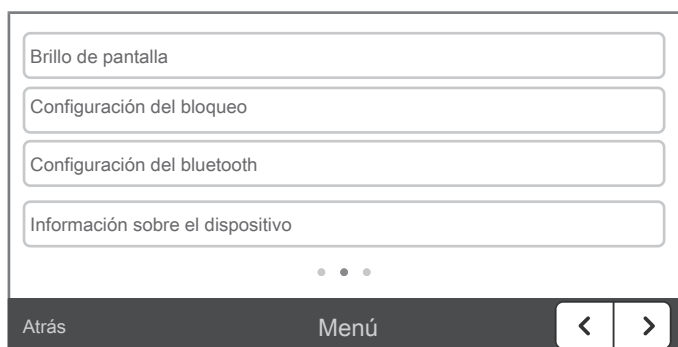 Brillo de pantalla
Configuración del bloqueo
Configuración del bluetooth
Información sobre el dispositivo
Atrás Menú